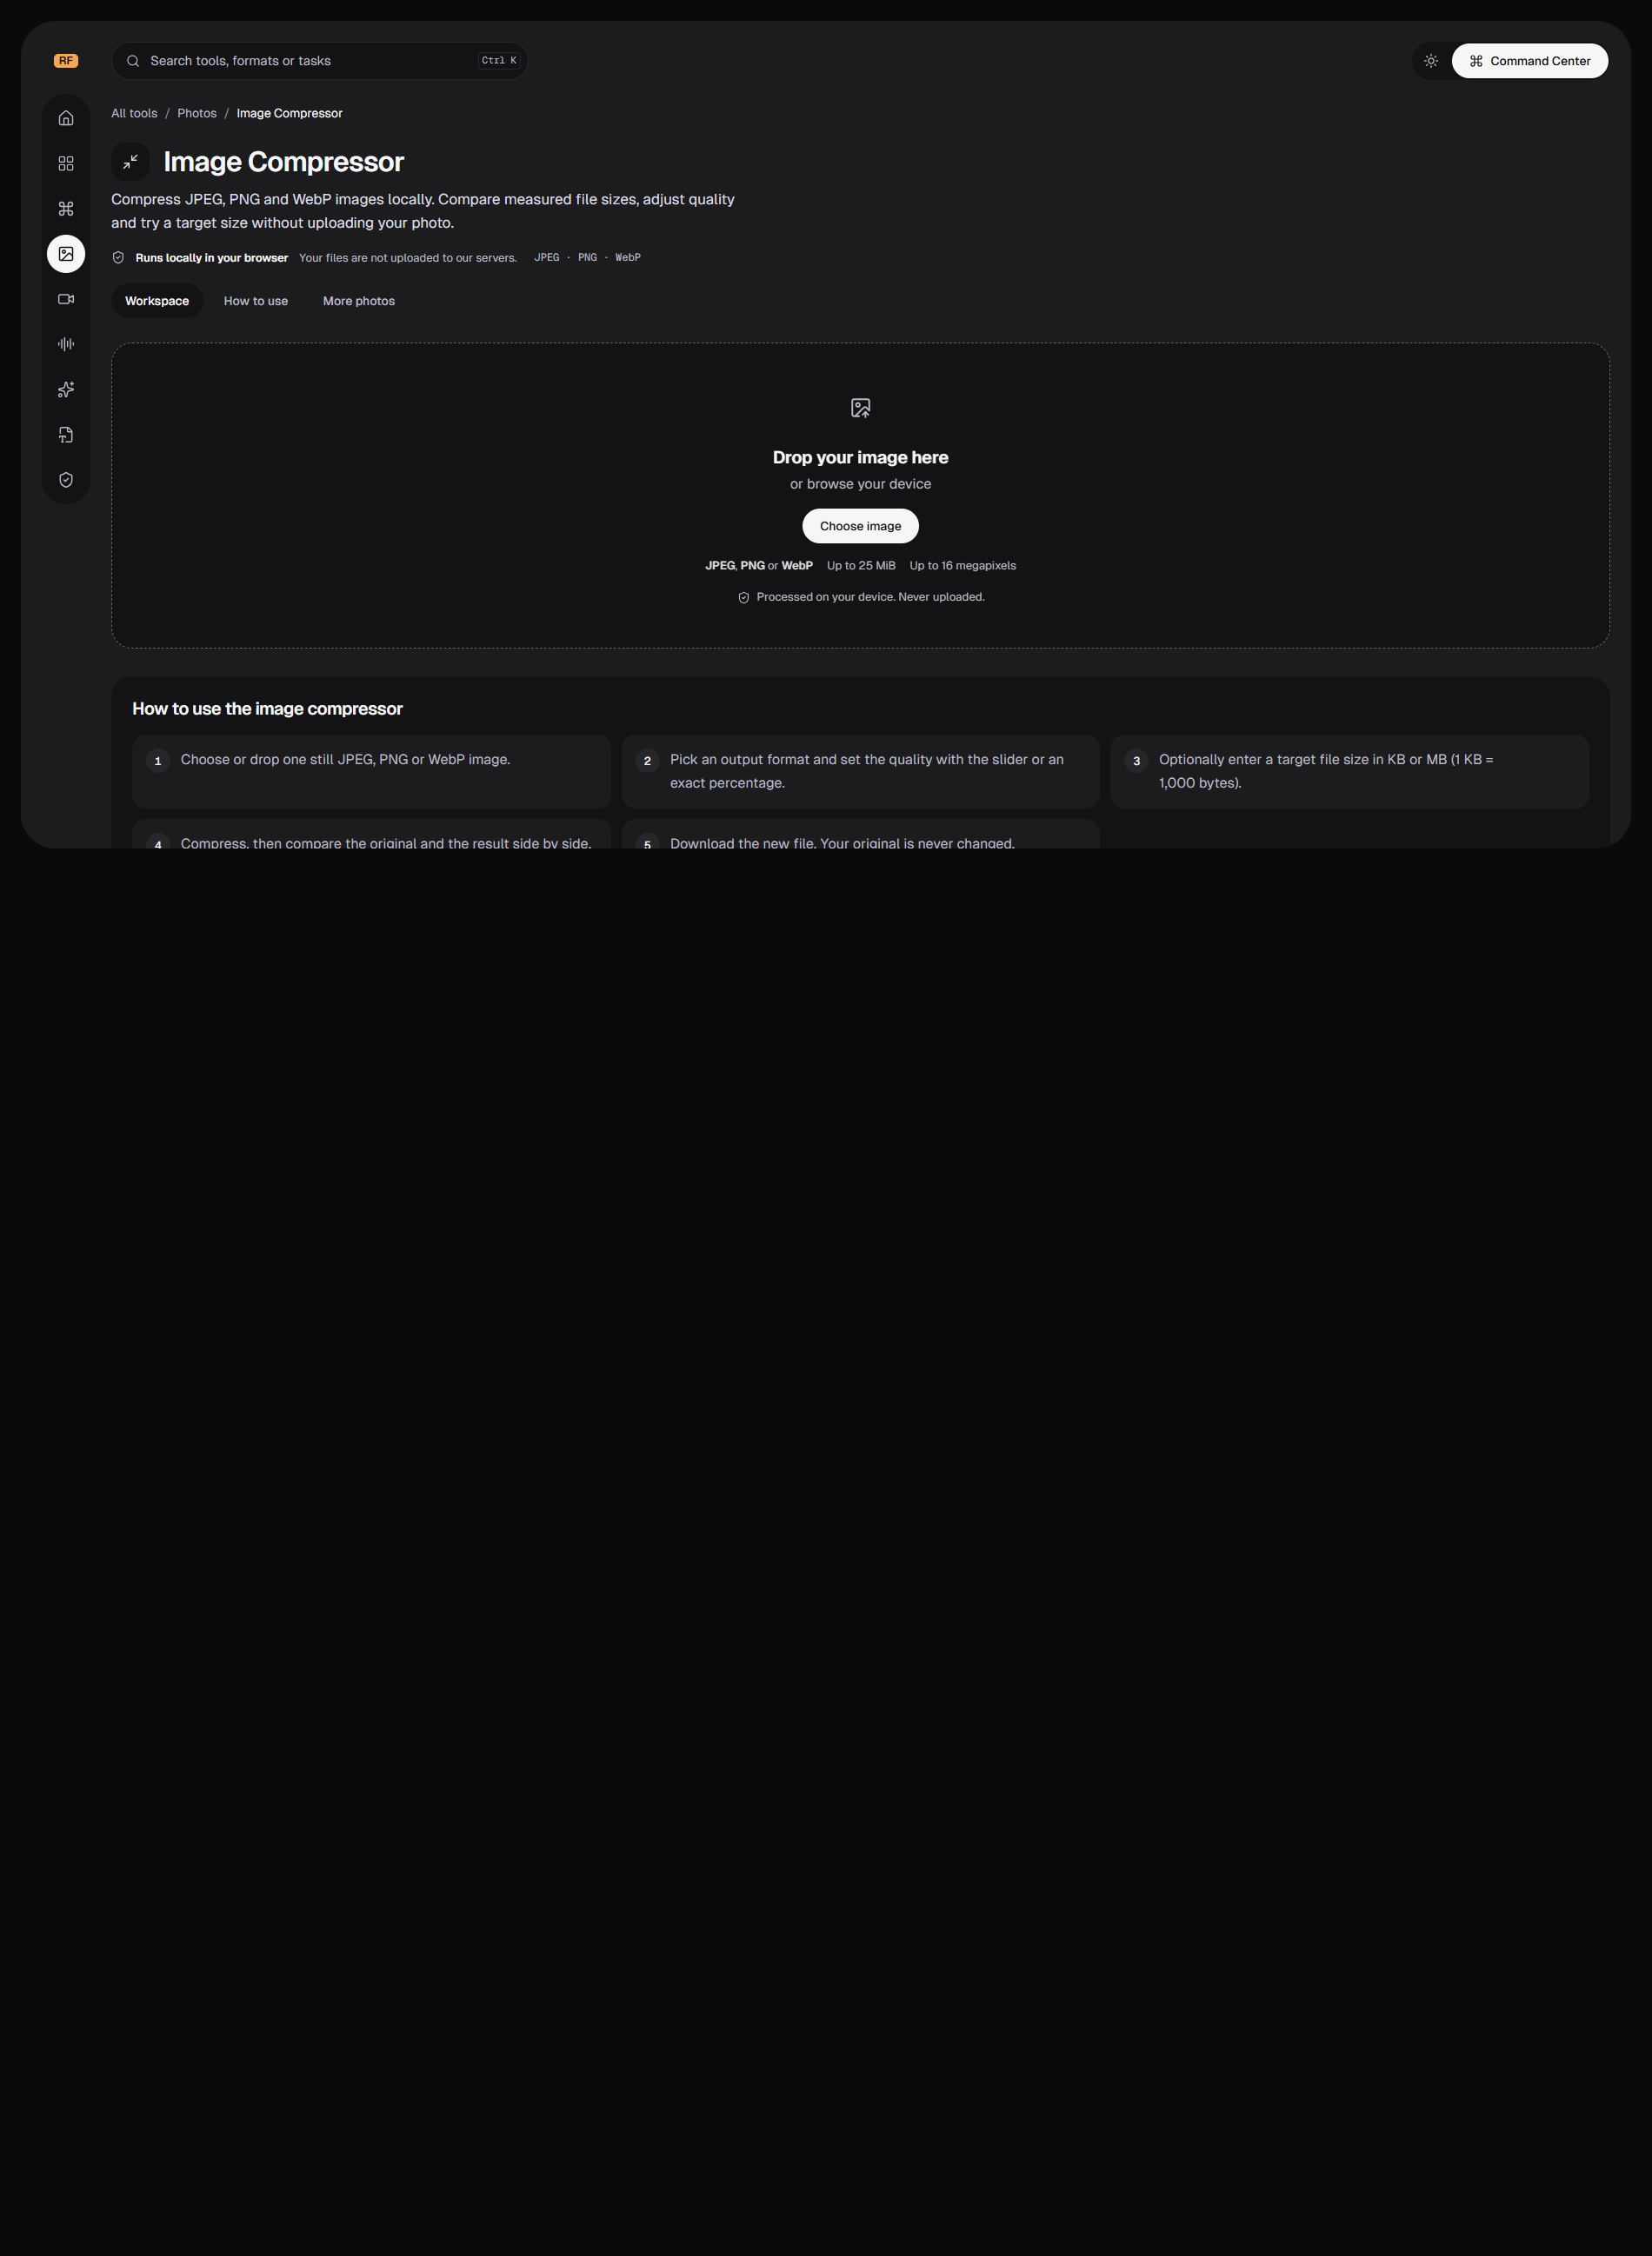 RF
Search tools, formats or tasks
Ctrl K
Command Center
All tools / Photos / Image Compressor
Image Compressor
Compress JPEG, PNG and WebP images locally. Compare measured file sizes, adjust quality
and try a target size without uploading your photo.
Runs locally in your browser Your files are not uploaded to our servers. JPEG · PNG · WebP
Workspace
How to use
More photos
Drop your image here
or browse your device
Choose image
JPEG, PNG or WebP Up to 25 MiB Up to 16 megapixels
Processed on your device. Never uploaded.
How to use the image compressor
1 Choose or drop one still JPEG, PNG or WebP image.
2 Pick an output format and set the quality with the slider or an
exact percentage.
3 Optionally enter a target file size in KB or MB (1 KB =
1,000 bytes).
4 Compress, then compare the original and the result side by side.
5 Download the new file. Your original is never changed.